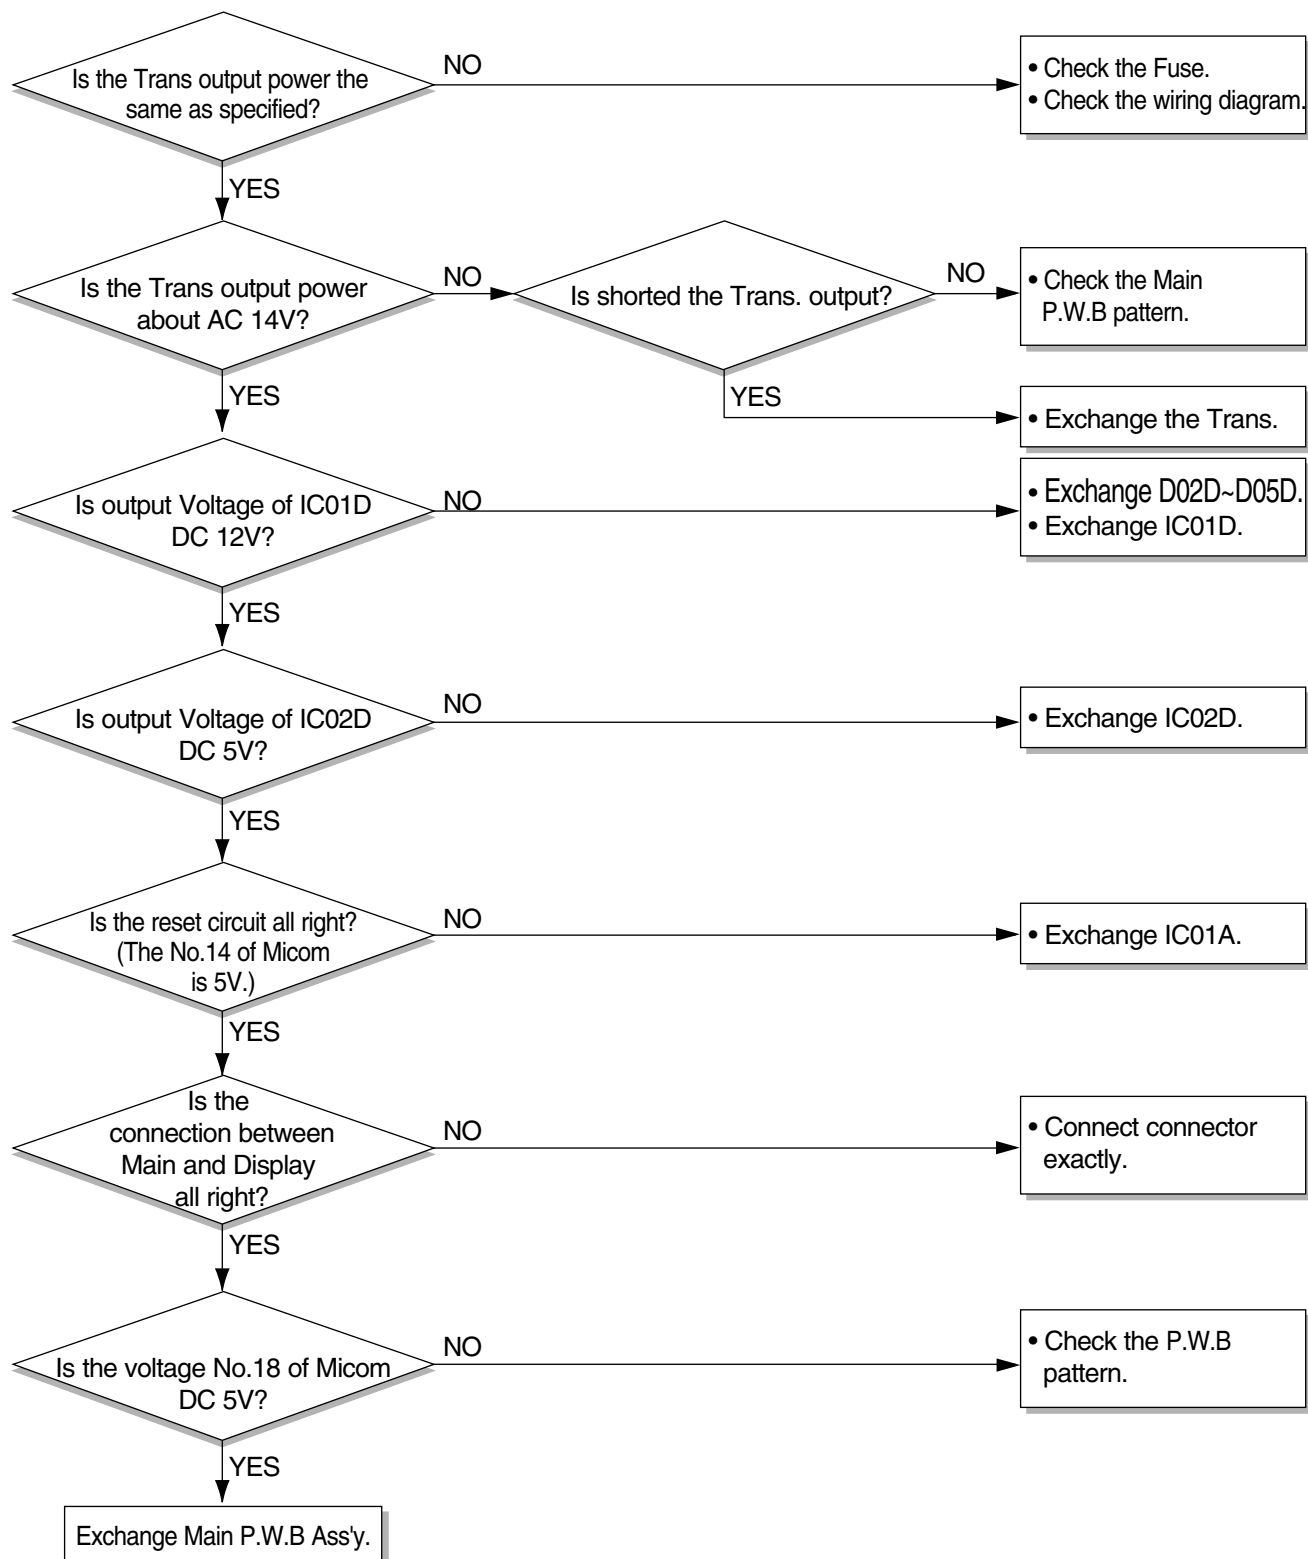 Is the Trans output power the
same as specified?
NO
• Check the Fuse.
• Check the wiring diagram.
YES
Is the Trans output power
about AC 14V?
NO
Is shorted the Trans. output?
NO
• Check the Main
P.W.B pattern.
YES
YES
• Exchange the Trans.
Is output Voltage of IC01D
DC 12V?
NO
• Exchange D02D~D05D.
• Exchange IC01D.
YES
Is output Voltage of IC02D
DC 5V?
NO
• Exchange IC02D.
YES
Is the reset circuit all right?
(The No.14 of Micom
is 5V.)
NO
• Exchange IC01A.
YES
Is the
connection between
Main and Display
all right?
NO
• Connect connector
exactly.
YES
Is the voltage No.18 of Micom
DC 5V?
NO
• Check the P.W.B
pattern.
YES
Exchange Main P.W.B Ass'y.